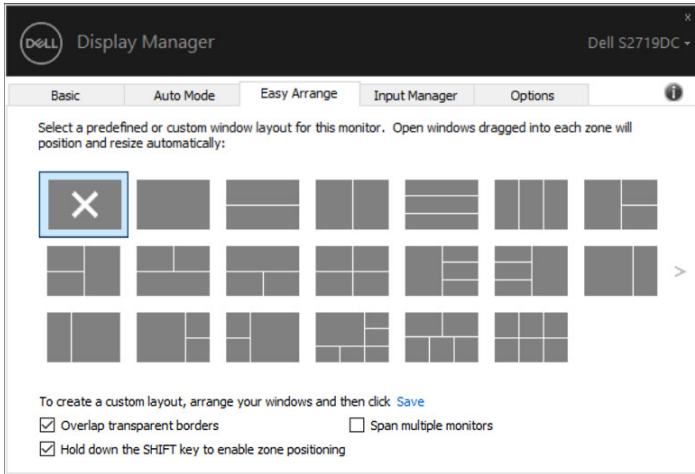 x
DELL Display Manager
Dell S2719DC
Basic Auto Mode Easy Arrange Input Manager Options
Select a predefined or custom window layout for this monitor. Open windows dragged into each zone will
position and resize automatically:
To create a custom layout, arrange your windows and then click Save
Overlap transparent borders
Span multiple monitors
Hold down the SHIFT key to enable zone positioning